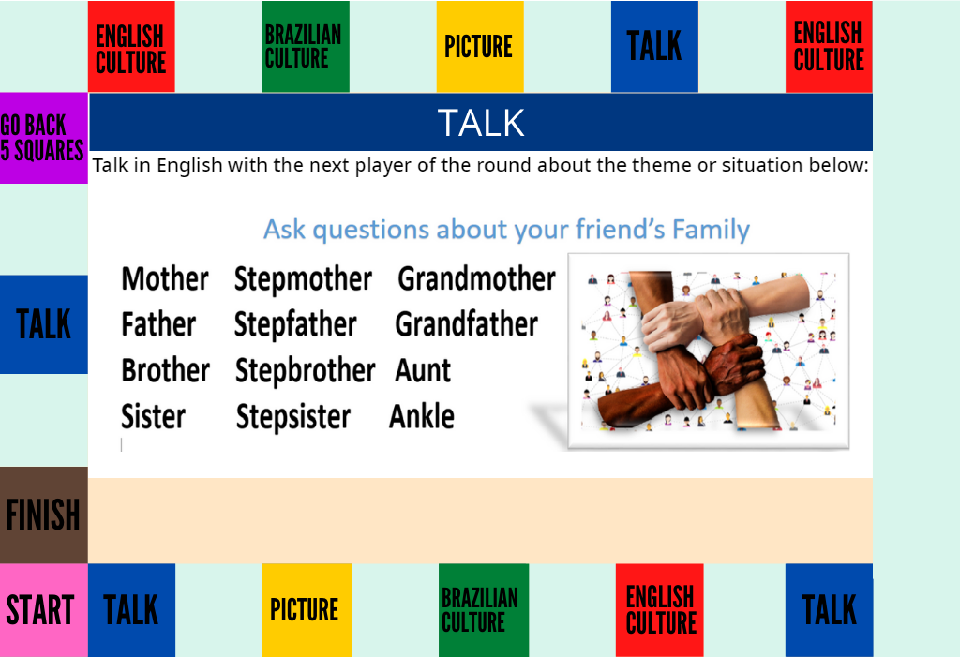 ENGLISH
CULTURE
BRAZILIAN
CULTURE
PICTURE
TALK
ENGLISH
CULTURE
GO BACK
5 SQUARES
TALK
Talk in English with the next player of the round about the theme or situation below:
Ask questions about your friend's Family
Mother Stepmother Grandmother
Father Stepfather Grandfather
Brother Stepbrother Aunt
Sister Stepsister Ankle
TALK
FINISH
START
TALK
PICTURE
BRAZILIAN
CULTURE
ENGLISH
CULTURE
TALK